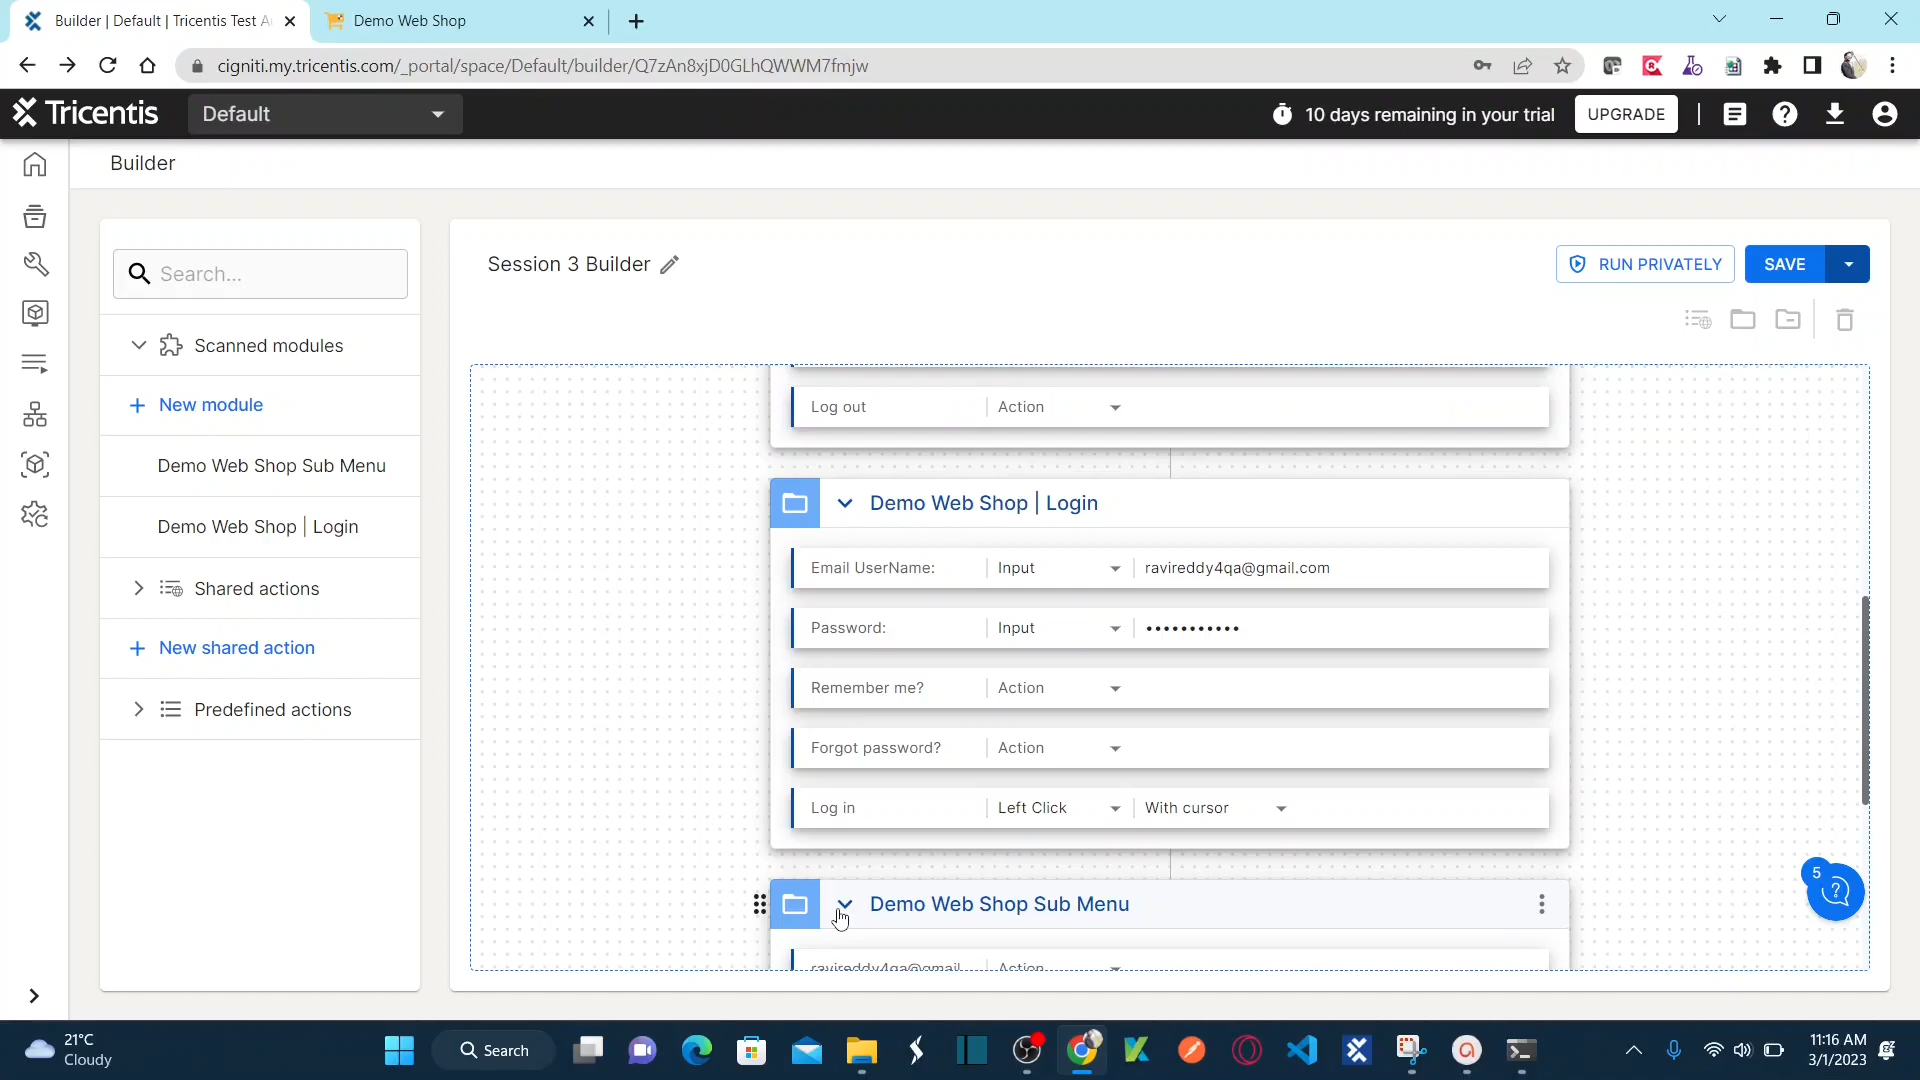 Builder | Default | Tricentis Test A
Demo Web Shop
cigniti.my.tricentis.com/_portal/space/Default/builder/Q7zAn8xjD0GLhQWWM7fmjw
Tricentis
Default
10 days remaining in your trial
UPGRADE
Builder
Search...
Scanned modules
New module
Demo Web Shop Sub Menu
Demo Web Shop | Login
Shared actions
New shared action
Predefined actions
Session 3 Builder
RUN PRIVATELY
SAVE
Log out Action
Demo Web Shop | Login
Email UserName: Input ravireddy4qa@gmail.com
Password: Input •••••••••••
Remember me? Action
Forgot password? Action
Log in Left Click With cursor
Demo Web Shop Sub Menu
ravireddy4qa@gmail Action
5
21°C
Cloudy
Search
11:16 AM
3/1/2023